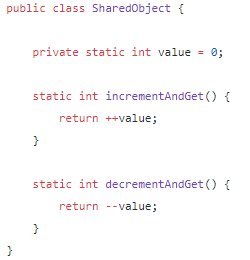 public class SharedObject {
    private static int value = 0;
    static int incrementAndGet() {
        return ++value;
    }
    static int decrementAndGet() {
        return --value;
    }
}